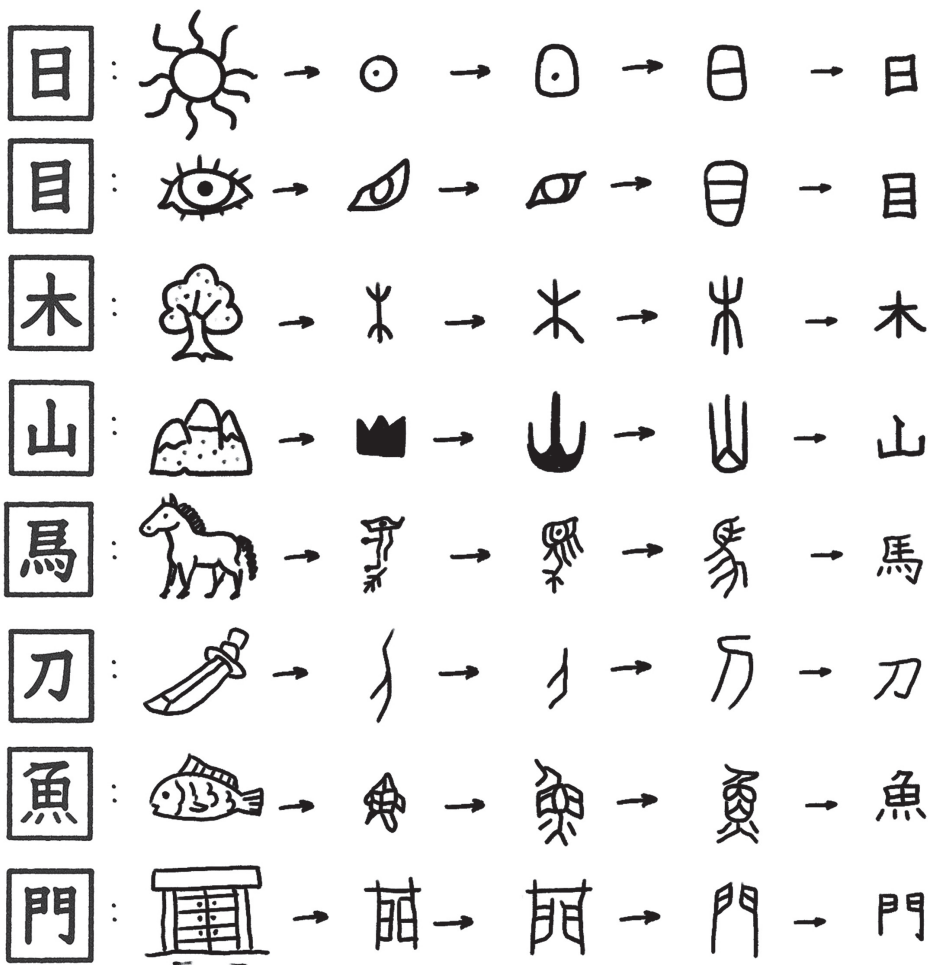 日 : 日
目 : 目
木 : 木
山 : 山
馬 : 馬
刀 : 刀
魚 : 魚
門 : 門